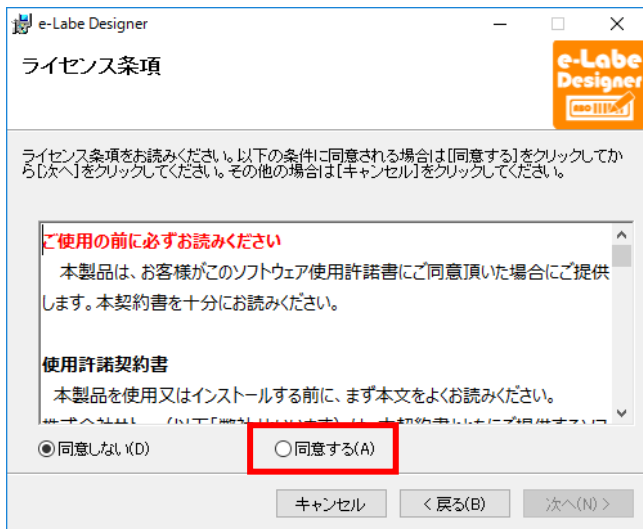 e-Labe Designer
ライセンス条項
e-Labe
Designer
ライセンス条項をお読みください。以下の条件に同意される場合は[同意する]をクリックしてか
ら[次へ]をクリックしてください。その他の場合は[キャンセル]をクリックしてください。
ご使用の前に必ずお読みください
本製品は、お客様がこのソフトウェア使用許諾書にご同意頂いた場合にご提供
します。本契約書を十分にお読みください。
使用許諾契約書
本製品を使用又はインストールする前に、まず本文をよくお読みください。
同意しない(D)
同意する(A)
キャンセル
< 戻る(B)
次へ(N) >